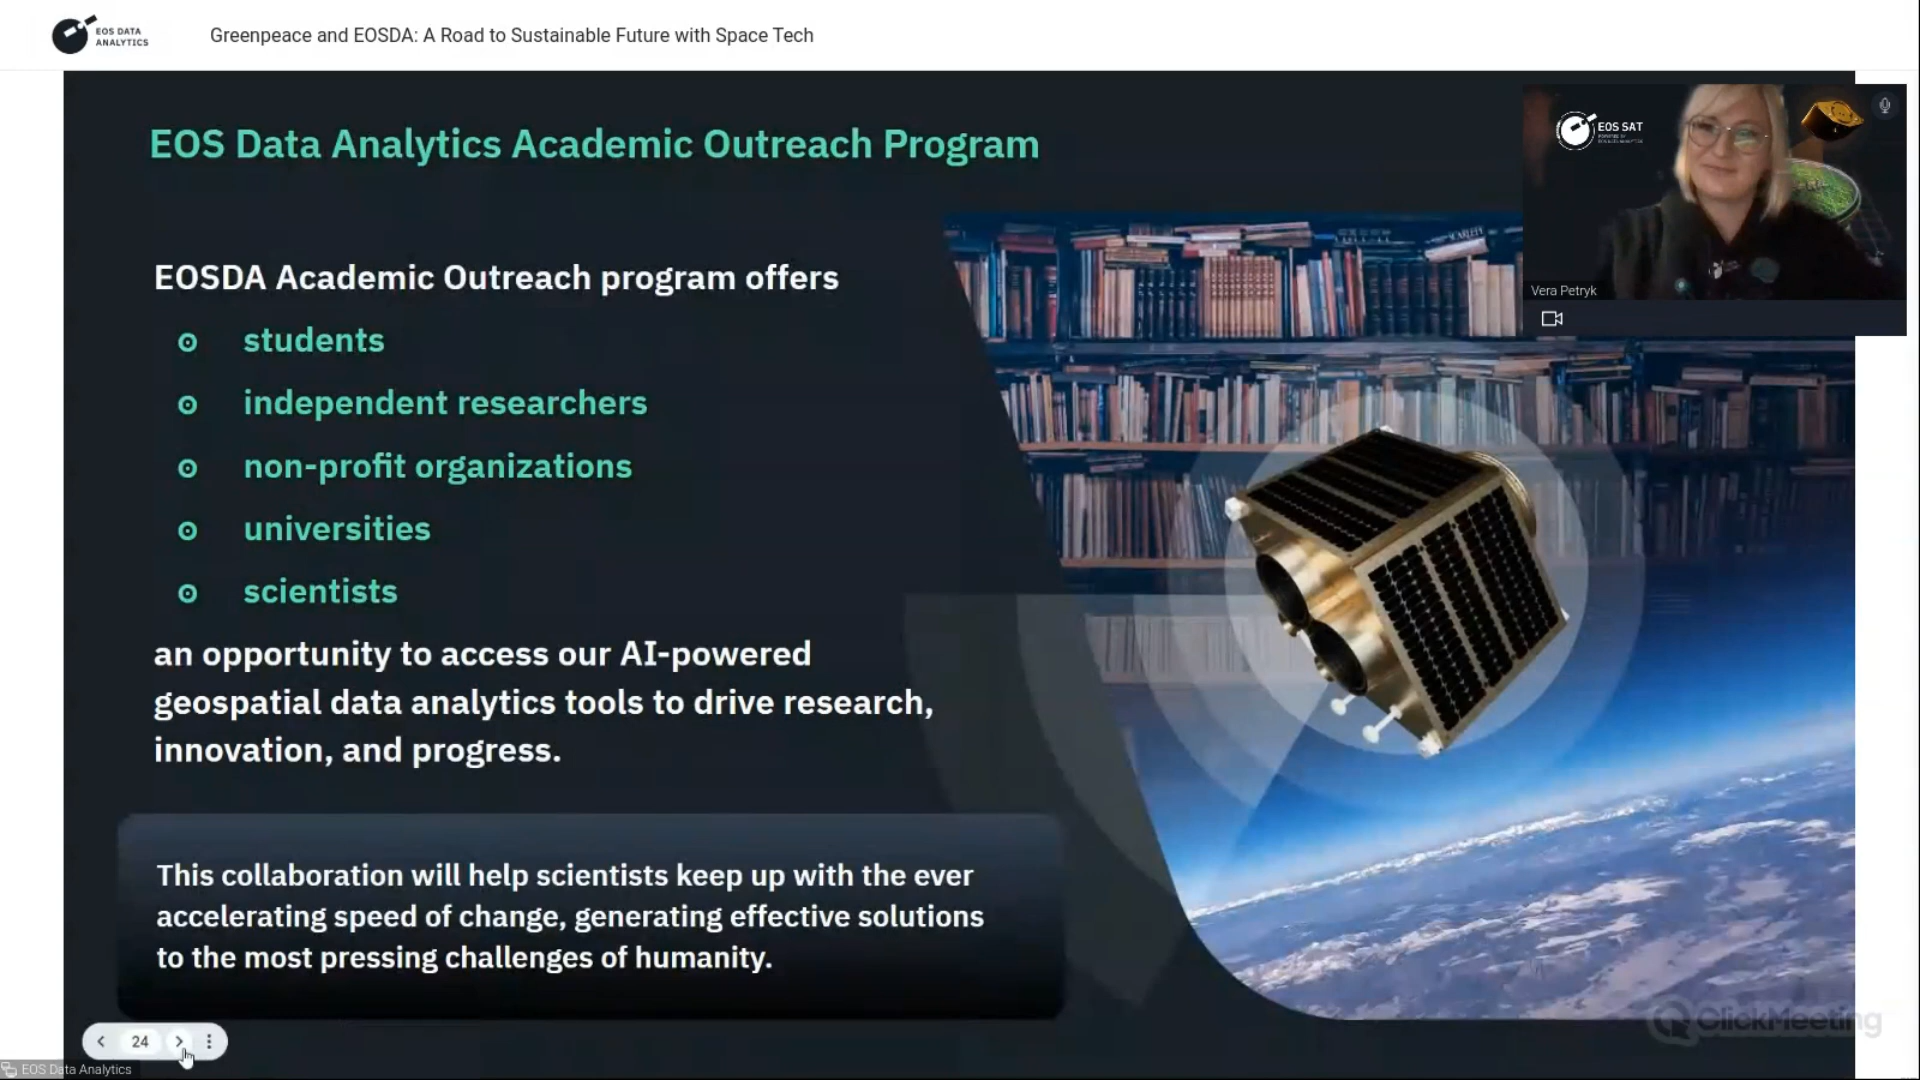 EOS DATA
ANALYTICS
Greenpeace and EOSDA: A Road to Sustainable Future with Space Tech
EOS Data Analytics Academic Outreach Program
EOS SAT
Vera Petryk
SCARLETT
EOSDA Academic Outreach program offers
students
independent researchers
non-profit organizations
universities
scientists
an opportunity to access our AI-powered
geospatial data analytics tools to drive research,
innovation, and progress.
This collaboration will help scientists keep up with the ever
accelerating speed of change, generating effective solutions
to the most pressing challenges of humanity.
ClickMeeting
24
EOS Data Analytics